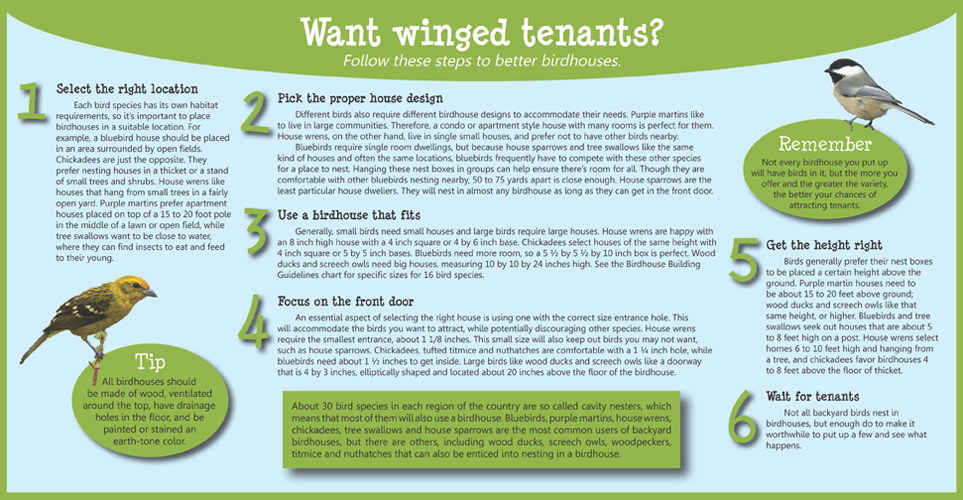 Want winged tenants?
Follow these steps to better birdhouses.
1
Select the right location
Each bird species has its own habitat
requirements, so it's important to place
birdhouses in a suitable location. For
example, a bluebird house should be placed
in an area surrounded by open fields.
Chickadees are just the opposite. They
prefer nesting houses in a thicket or a stand
of small trees and shrubs. House wrens like
houses that hang from small trees in a fairly
open yard. Purple martins prefer apartment
houses placed on top of a 15 to 20 foot pole
in the middle of a lawn or open field, while
tree swallows want to be close to water,
where they can find insects to eat and feed
to their young.
Tip
All birdhouses should
be made of wood, ventilated
around the top, have drainage
holes in the floor, and be
painted or stained an
earth-tone color.
2
Pick the proper house design
Different birds also require different birdhouse designs to accommodate their needs. Purple martins like
to live in large communities. Therefore, a condo or apartment style house with many rooms is perfect for them.
House wrens, on the other hand, live in single small houses, and prefer not to have other birds nearby.
Bluebirds require single room dwellings, but because house sparrows and tree swallows like the same
kind of houses and often the same locations, bluebirds frequently have to compete with these other species
for a place to nest. Hanging these nest boxes in groups can help ensure there's room for all. Though they are
comfortable with other bluebirds nesting nearby, 50 to 75 yards apart is close enough. House sparrows are the
least particular house dwellers. They will nest in almost any birdhouse as long as they can get in the front door.
3
Use a birdhouse that fits
Generally, small birds need small houses and large birds require large houses. House wrens are happy with
an 8 inch high house with a 4 inch square or 4 by 6 inch base. Chickadees select houses of the same height with
4 inch square or 5 by 5 inch bases. Bluebirds need more room, so a 5 ½ by 5 ½ by 10 inch box is perfect. Wood
ducks and screech owls need big houses, measuring 10 by 10 by 24 inches high. See the Birdhouse Building
Guidelines chart for specific sizes for 16 bird species.
4
Focus on the front door
An essential aspect of selecting the right house is using one with the correct size entrance hole. This
will accommodate the birds you want to attract, while potentially discouraging other species. House wrens
require the smallest entrance, about 1 1/8 inches. This small size will also keep out birds you may not want,
such as house sparrows. Chickadees, tufted titmice and nuthatches are comfortable with a 1 ¼ inch hole, while
bluebirds need about 1 ½ inches to get inside. Large birds like wood ducks and screech owls like a doorway
that is 4 by 3 inches, elliptically shaped and located about 20 inches above the floor of the birdhouse.
About 30 bird species in each region of the country are so called cavity nesters, which
means that most of them will also use a birdhouse. Bluebirds, purple martins, house wrens,
chickadees, tree swallows and house sparrows are the most common users of backyard
birdhouses, but there are others, including wood ducks, screech owls, woodpeckers,
titmice and nuthatches that can also be enticed into nesting in a birdhouse.
Remember
Not every birdhouse you put up
will have birds in it, but the more you
offer and the greater the variety,
the better your chances of
attracting tenants.
5
Get the height right
Birds generally prefer their nest boxes
to be placed a certain height above the
ground. Purple martin houses need to
be about 15 to 20 feet above ground;
wood ducks and screech owls like that
same height, or higher. Bluebirds and tree
swallows seek out houses that are about 5
to 8 feet high on a post. House wrens select
homes 6 to 10 feet high and hanging from
a tree, and chickadees favor birdhouses 4
to 8 feet above the floor of thicket.
6
Wait for tenants
Not all backyard birds nest in
birdhouses, but enough do to make it
worthwhile to put up a few and see what
happens.